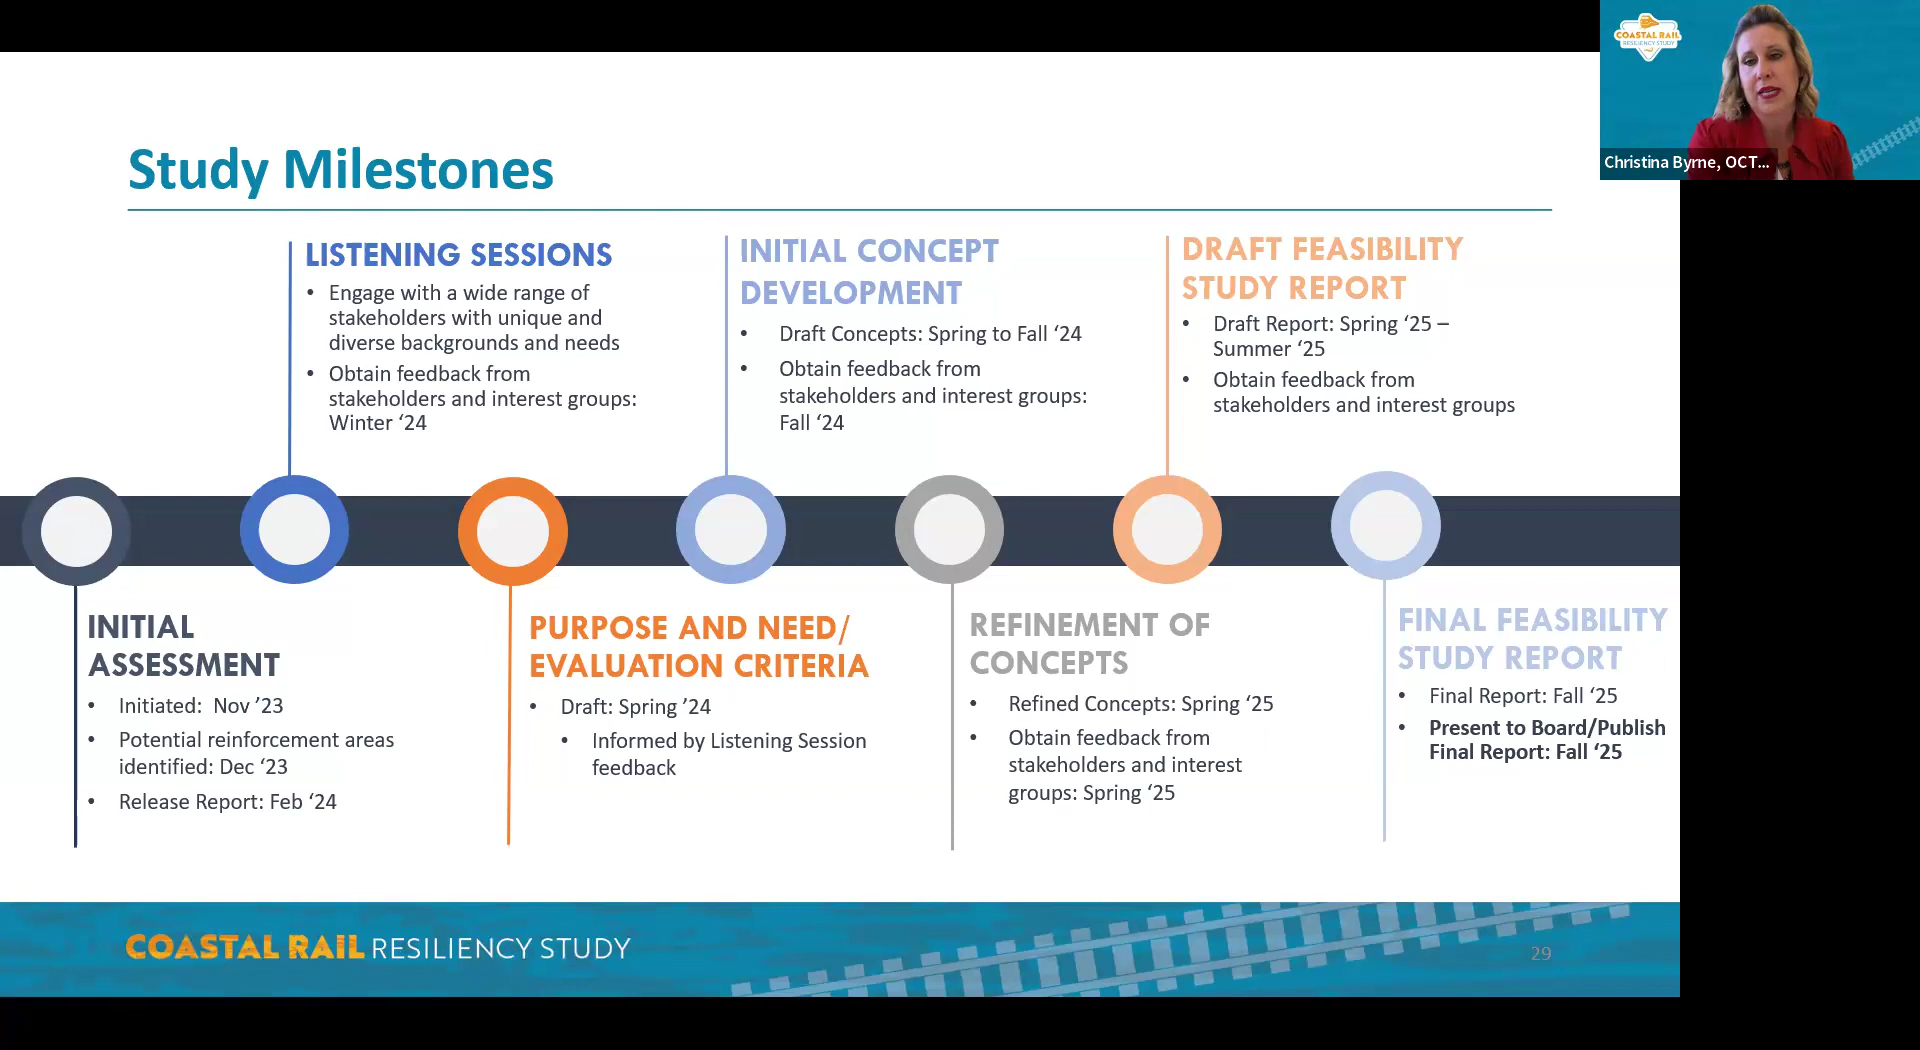 COASTAL RAIL
RESILIENCY STUDY
Christina Byrne, OCT...
Study Milestones
LISTENING SESSIONS
• Engage with a wide range of
stakeholders with unique and
diverse backgrounds and needs
• Obtain feedback from
stakeholders and interest groups:
Winter ‘24
INITIAL CONCEPT
DEVELOPMENT
• Draft Concepts: Spring to Fall ‘24
• Obtain feedback from
stakeholders and interest groups:
Fall ‘24
DRAFT FEASIBILITY
STUDY REPORT
• Draft Report: Spring ‘25 –
Summer ‘25
• Obtain feedback from
stakeholders and interest groups
INITIAL
ASSESSMENT
• Initiated: Nov ’23
• Potential reinforcement areas
identified: Dec ‘23
• Release Report: Feb ‘24
PURPOSE AND NEED/
EVALUATION CRITERIA
• Draft: Spring ’24
• Informed by Listening Session
feedback
REFINEMENT OF
CONCEPTS
• Refined Concepts: Spring ‘25
• Obtain feedback from
stakeholders and interest
groups: Spring ‘25
FINAL FEASIBILITY
STUDY REPORT
• Final Report: Fall ‘25
• Present to Board/Publish
Final Report: Fall ‘25
COASTAL RAIL RESILIENCY STUDY
29